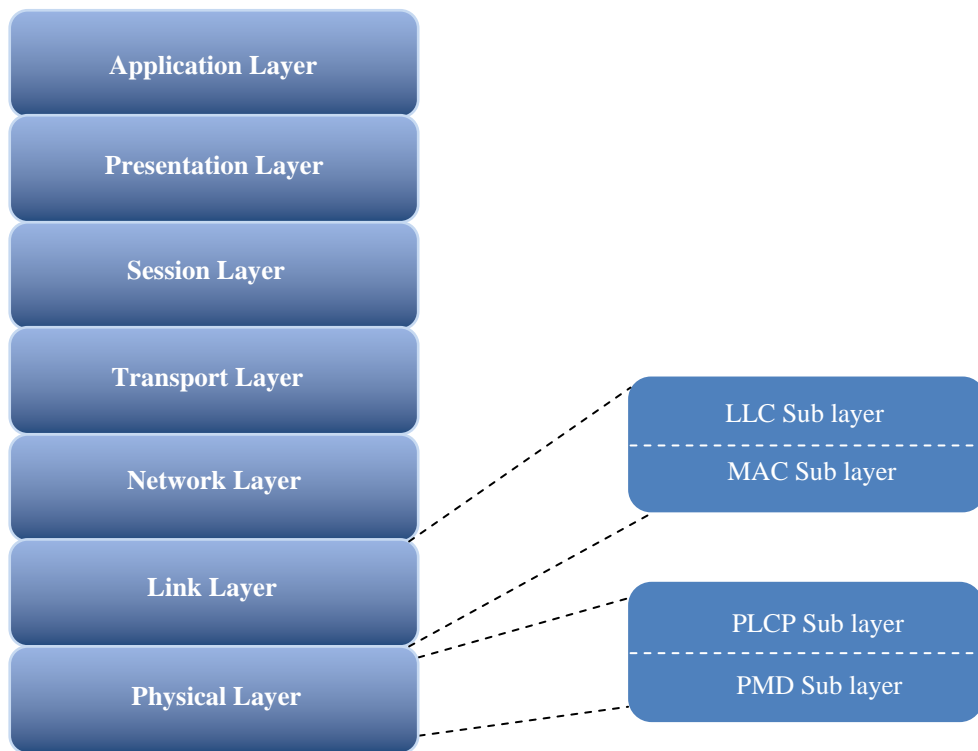 Application Layer
Presentation Layer
Session Layer
Transport Layer
Network Layer
Link Layer
Physical Layer
LLC Sub layer
MAC Sub layer
PLCP Sub layer
PMD Sub layer